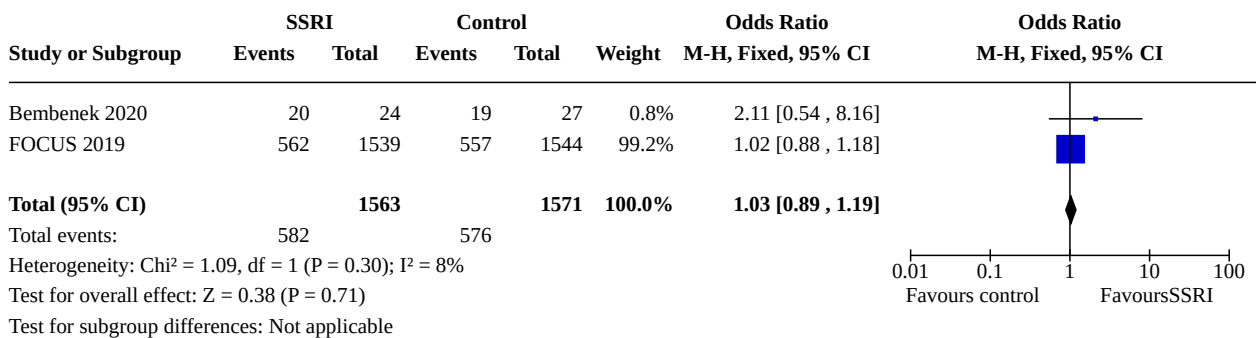 SSRI Control Odds Ratio Odds Ratio
Study or Subgroup Events Total Events Total Weight M-H, Fixed, 95% CI M-H, Fixed, 95% CI
Bembenek 2020 20 24 19 27 0.8% 2.11 [0.54 , 8.16]
FOCUS 2019 562 1539 557 1544 99.2% 1.02 [0.88 , 1.18]
Total (95% CI) 1563 1571 100.0% 1.03 [0.89 , 1.19]
Total events: 582 576
Heterogeneity: Chi² = 1.09, df = 1 (P = 0.30); I² = 8%
0.01 0.1 1 10 100
Test for overall effect: Z = 0.38 (P = 0.71)
Favours control FavoursSSRI
Test for subgroup differences: Not applicable